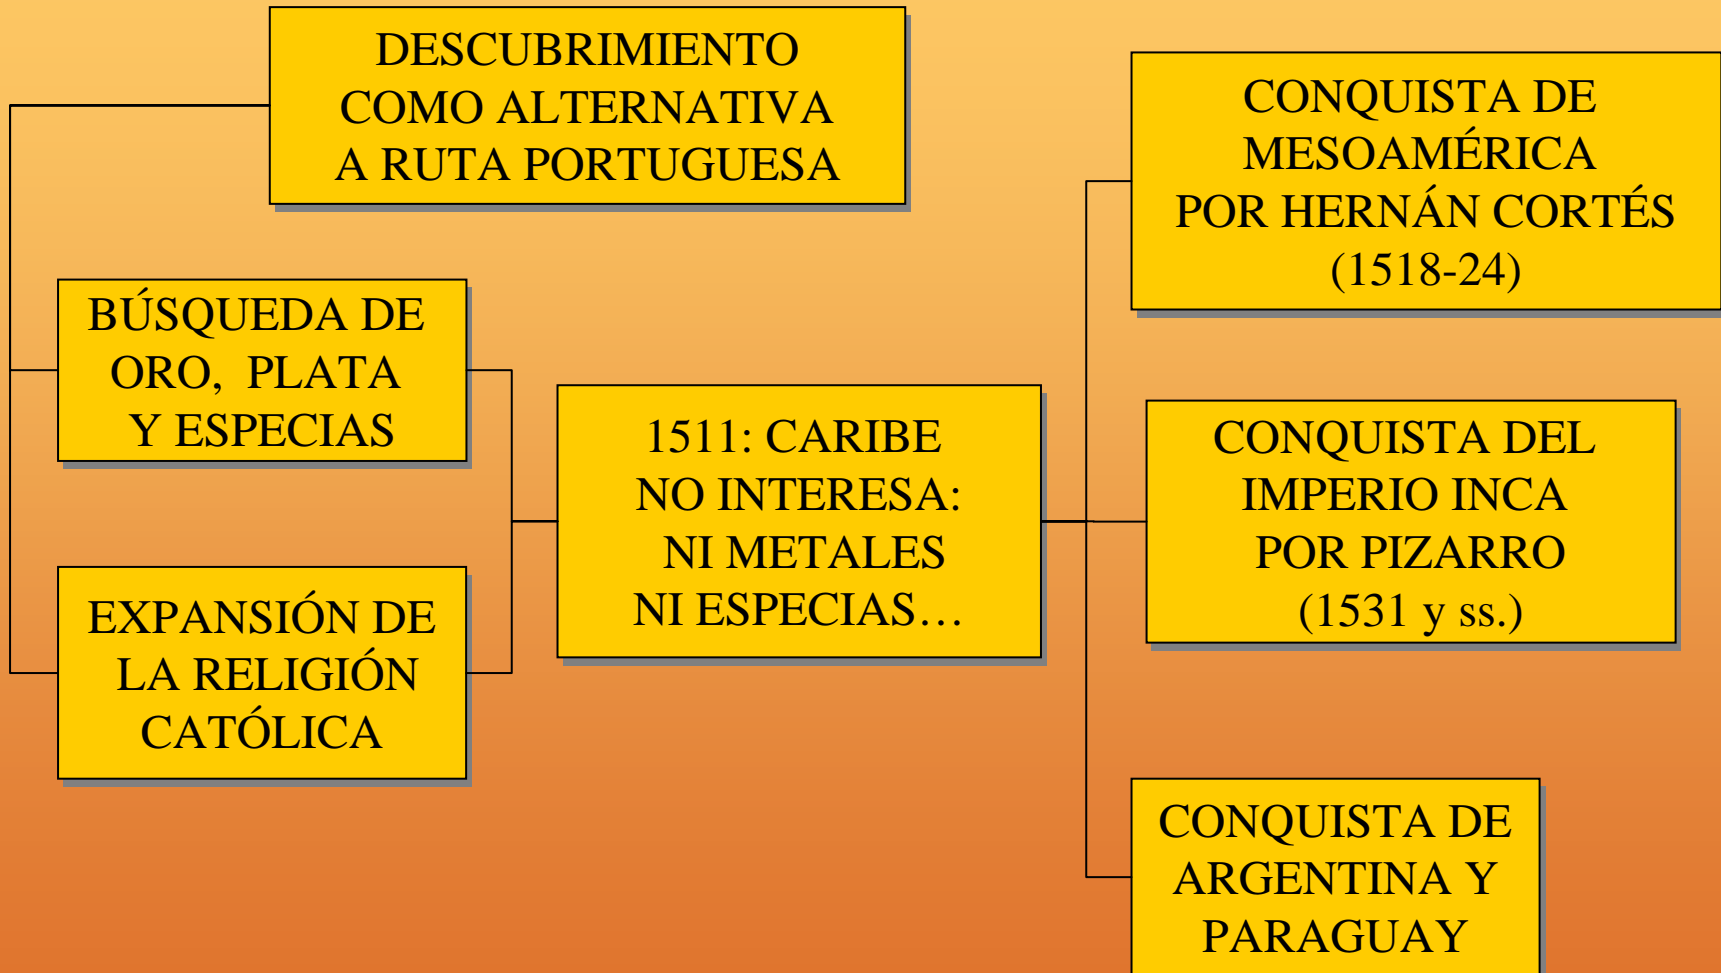 DESCUBRIMIENTO
COMO ALTERNATIVA
A RUTA PORTUGUESA
BÚSQUEDA DE
ORO, PLATA
Y ESPECIAS
EXPANSIÓN DE
LA RELIGIÓN
CATÓLICA
1511: CARIBE
NO INTERESA:
NI METALES
NI ESPECIAS…
CONQUISTA DE
MESOAMÉRICA
POR HERNÁN CORTÉS
(1518-24)
CONQUISTA DEL
IMPERIO INCA
POR PIZARRO
(1531 y ss.)
CONQUISTA DE
ARGENTINA Y
PARAGUAY